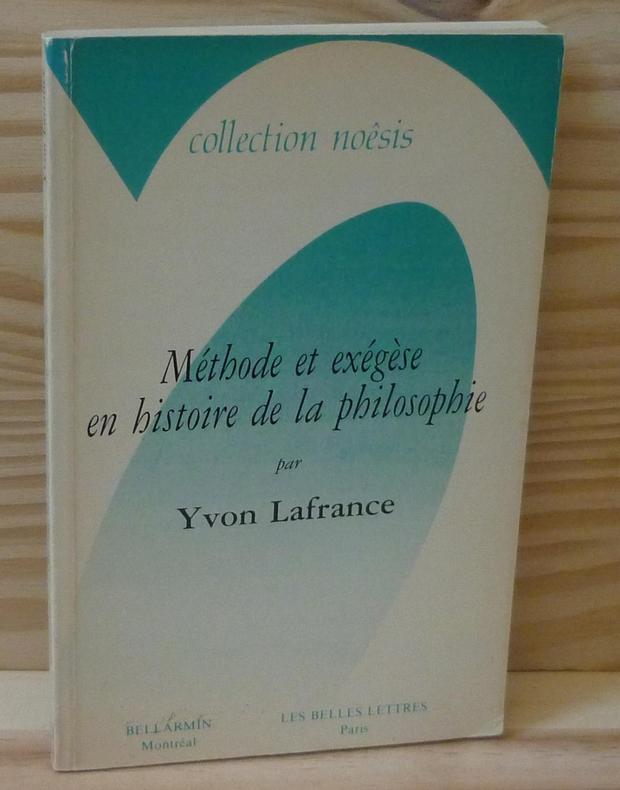 collection noêsis
Méthode et exégèse
en histoire de la philosophie
par
Yvon Lafrance
BELLARMIN
Montréal
LES BELLES LETTRES
Paris